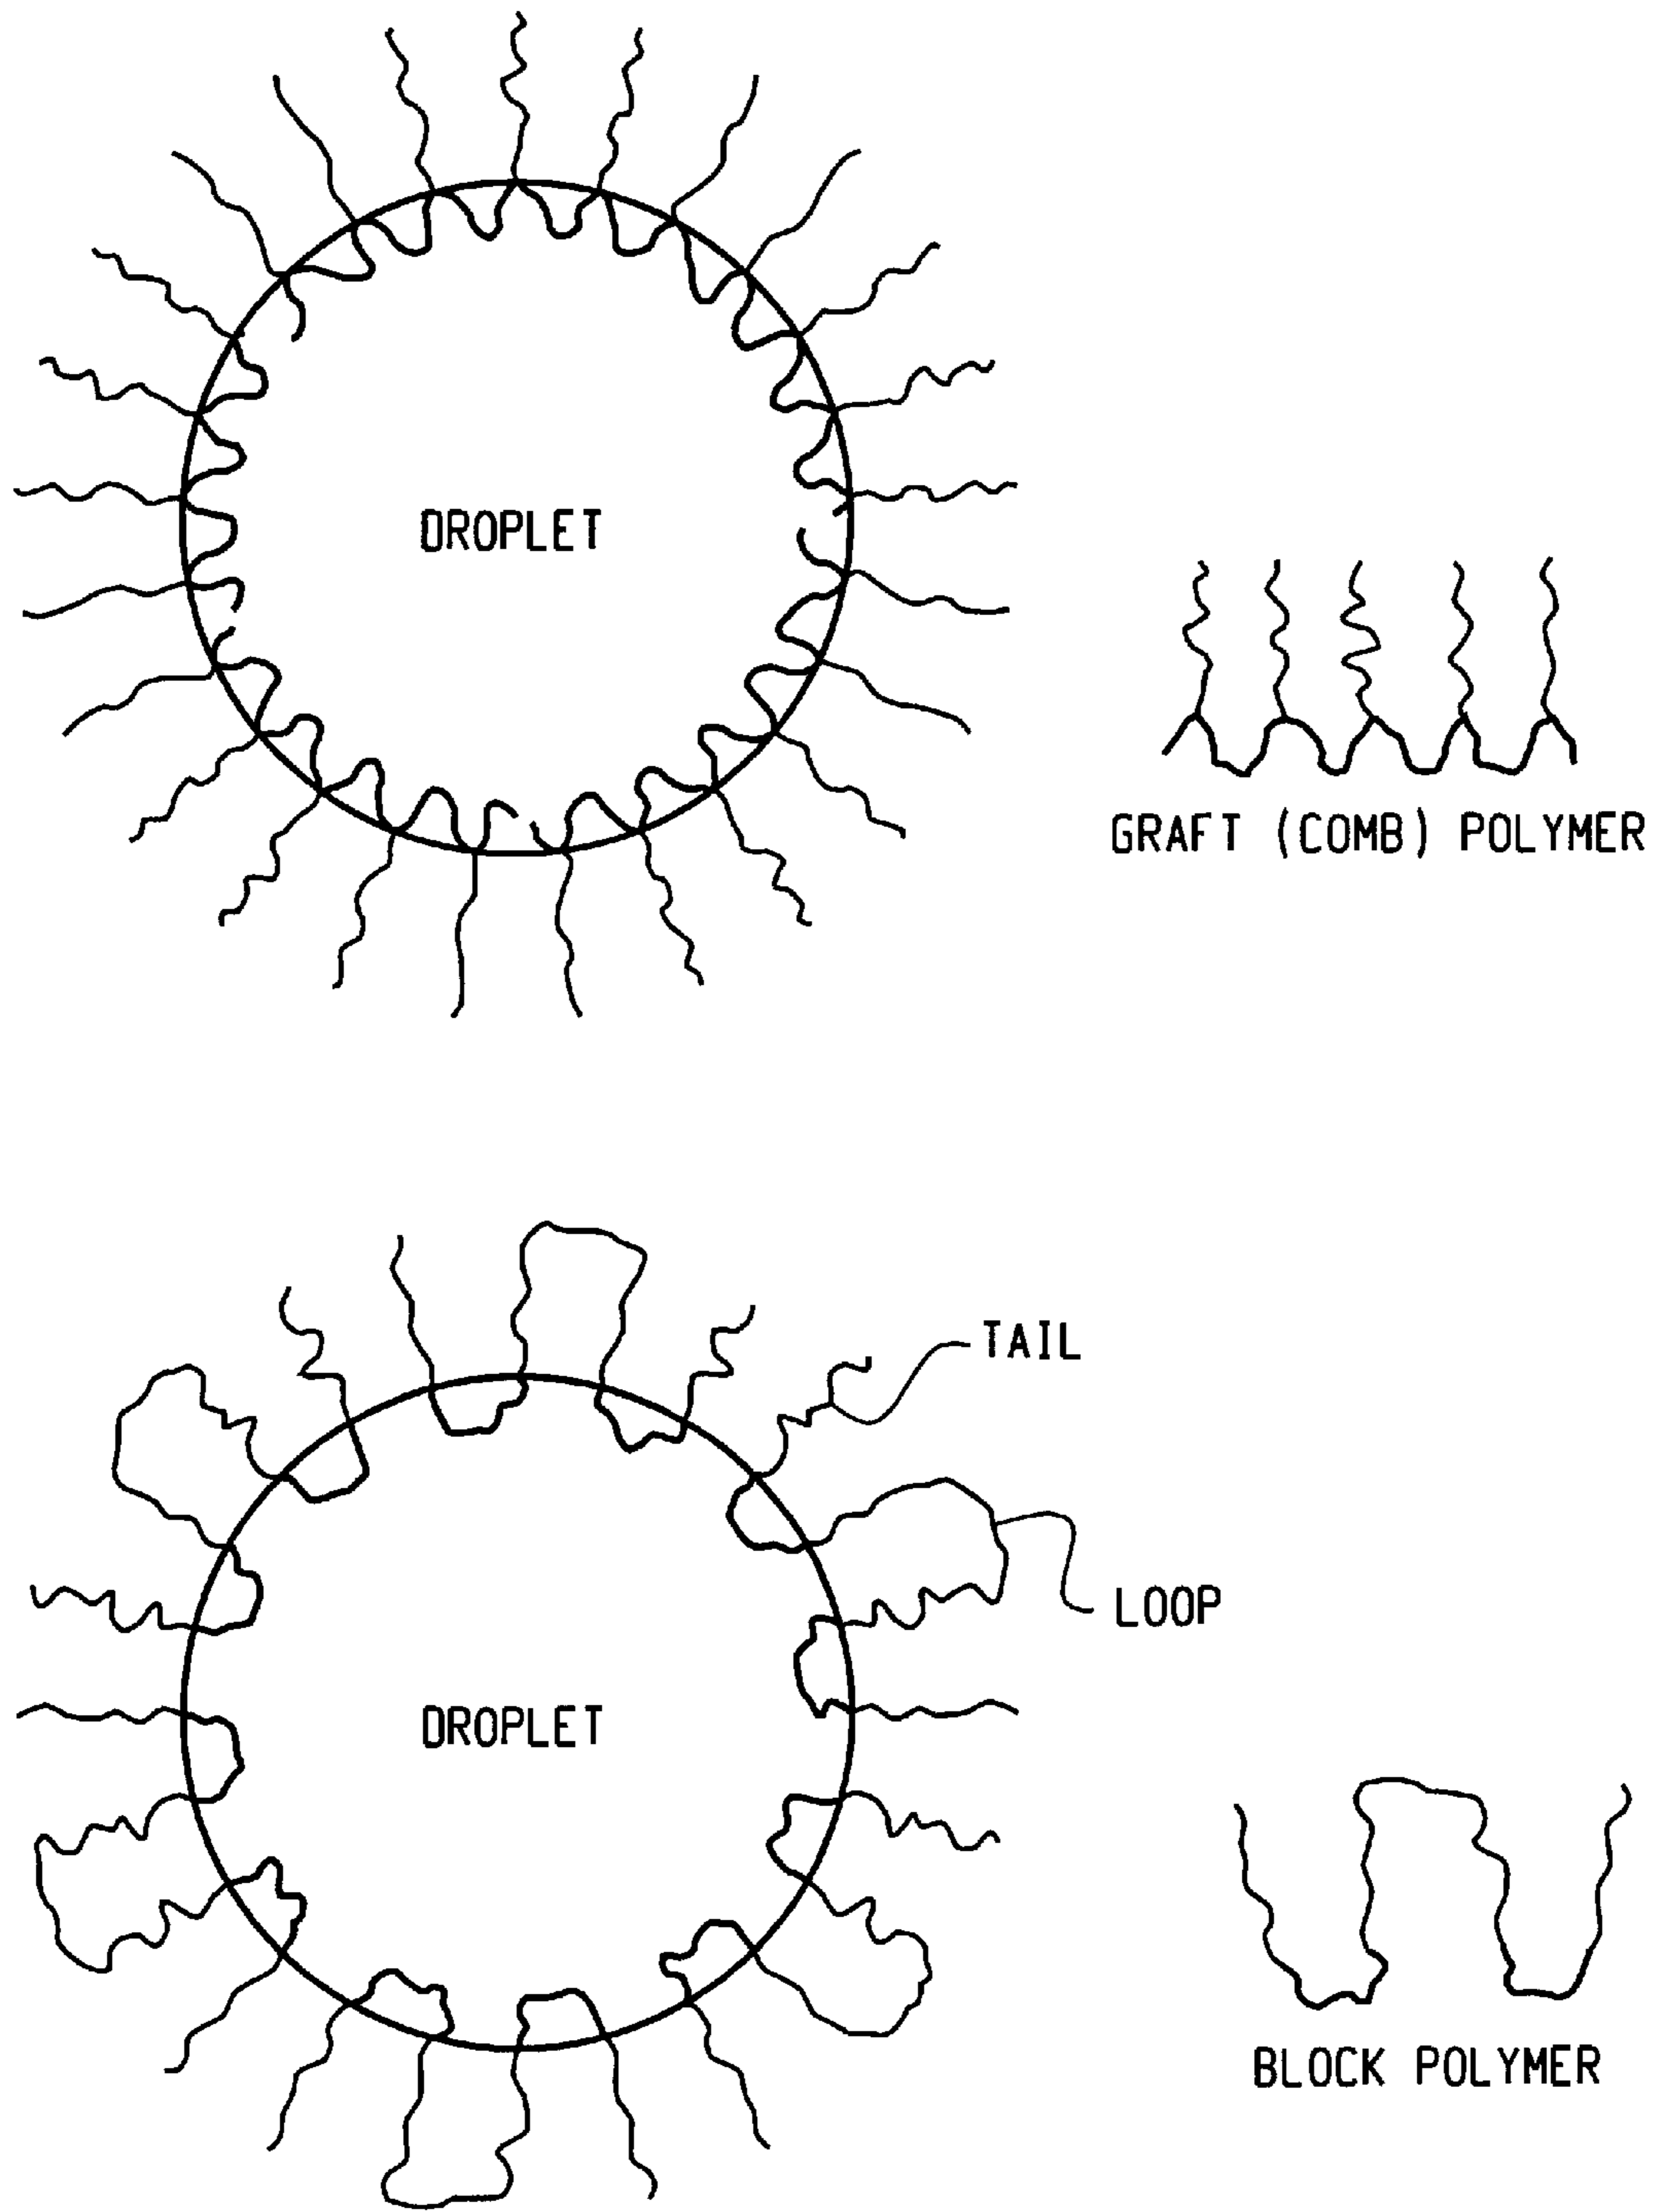 DROPLET
GRAFT (COMB) POLYMER
TAIL
LOOP
DROPLET
BLOCK POLYMER